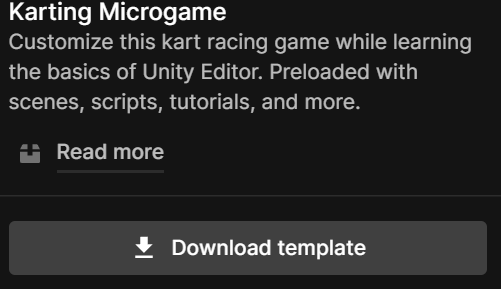 Karting Microgame
Customize this kart racing game while learning
the basics of Unity Editor. Preloaded with
scenes, scripts, tutorials, and more.
Read more
Download template